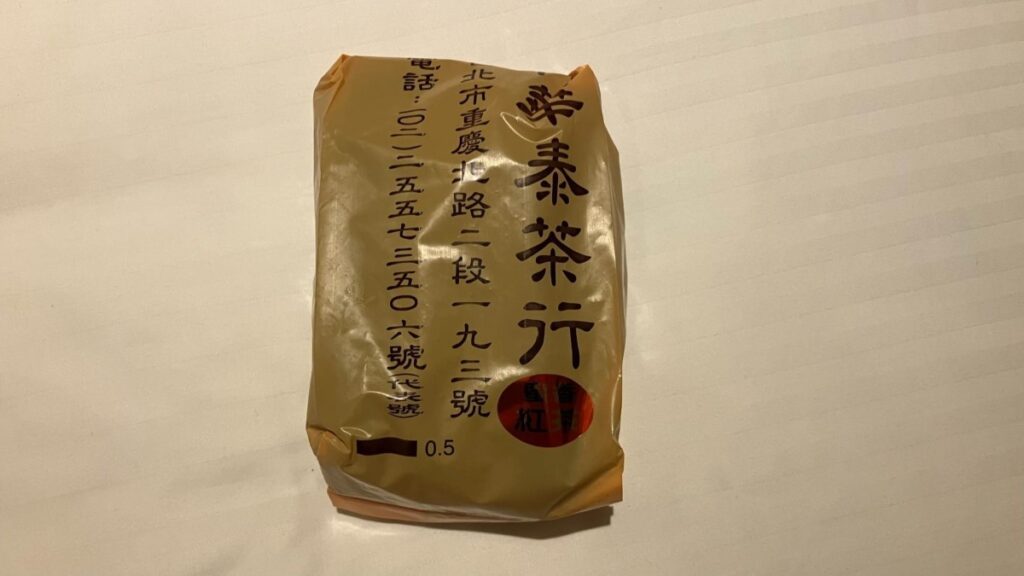 泰茶行
北市重慶北路二段一九三號
電話：（〇二）二五五七三五〇六號（代表號）
紅
0.5